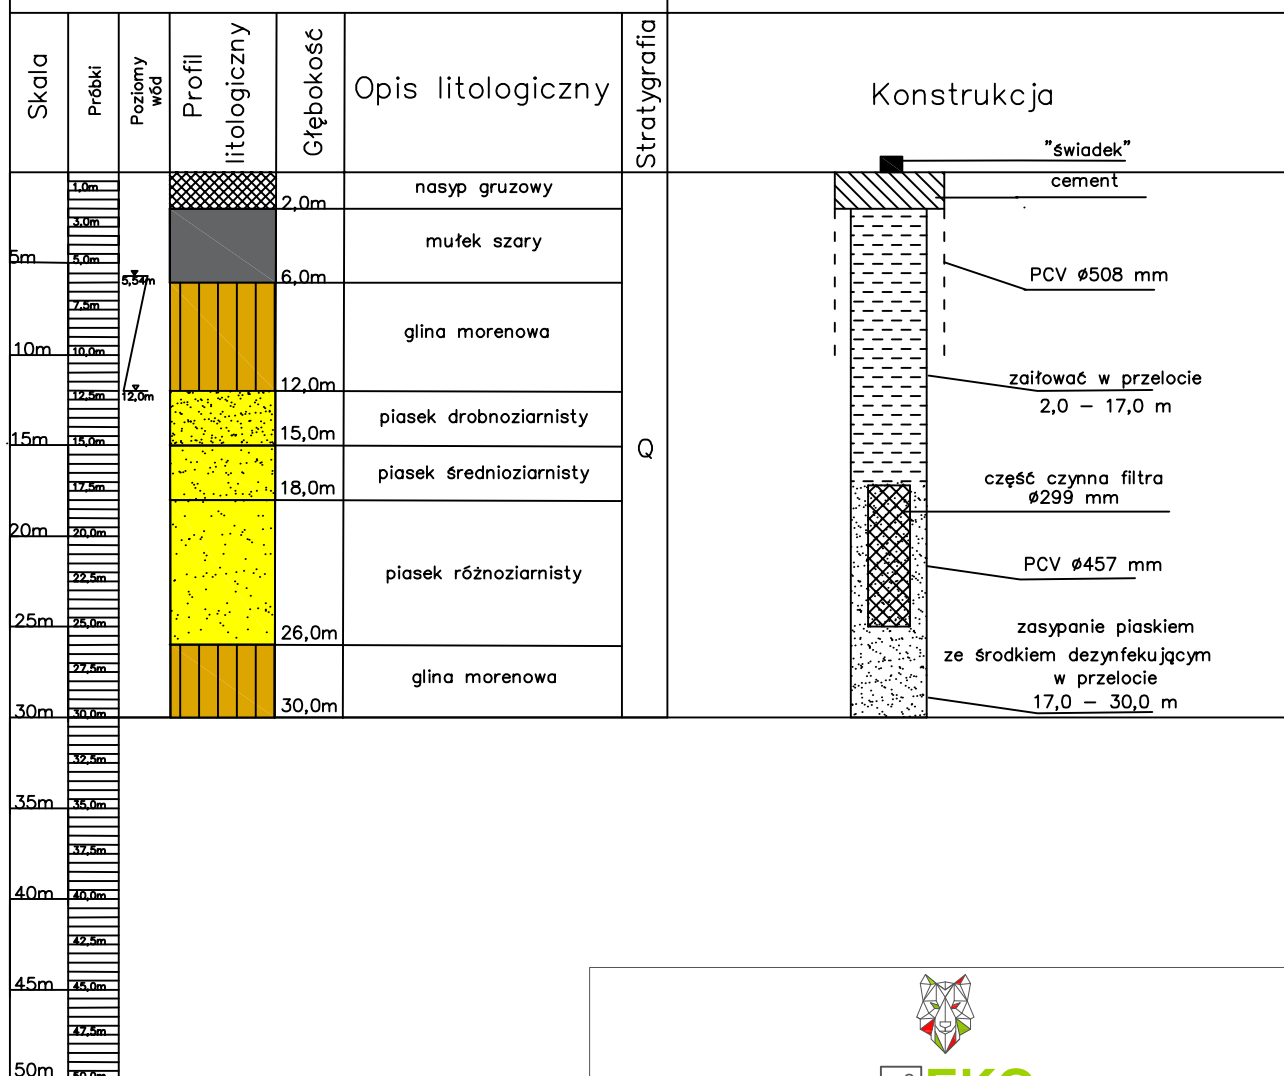 Skala
Próbki
Poziomy
wód
Profil
litologiczny
Głębokość
Opis litologiczny
Stratygrafia
Konstrukcja
"świadek"
cement
1,0m
nasyp gruzowy
2,0m
3,0m
mułek szary
5m
5,0m
5,54m
6,0m
PCV ø508 mm
7,5m
glina morenowa
10m
10,0m
12,0m
12,5m
12,0m
zaiłować w przelocie
2,0 – 17,0 m
piasek drobnoziarnisty
15m
15,0m
15,0m
Q
piasek średnioziarnisty
17,5m
18,0m
część czynna filtra
ø299 mm
20m
20,0m
22,5m
piasek różnoziarnisty
PCV ø457 mm
25m
25,0m
26,0m
zasypanie piaskiem
ze środkiem dezynfekującym
w przelocie
17,0 – 30,0 m
27,5m
glina morenowa
30m
30,0m
30,0m
32,5m
35m
35,0m
37,5m
40m
40,0m
42,5m
45m
45,0m
47,5m
50m
50,0m
EKO